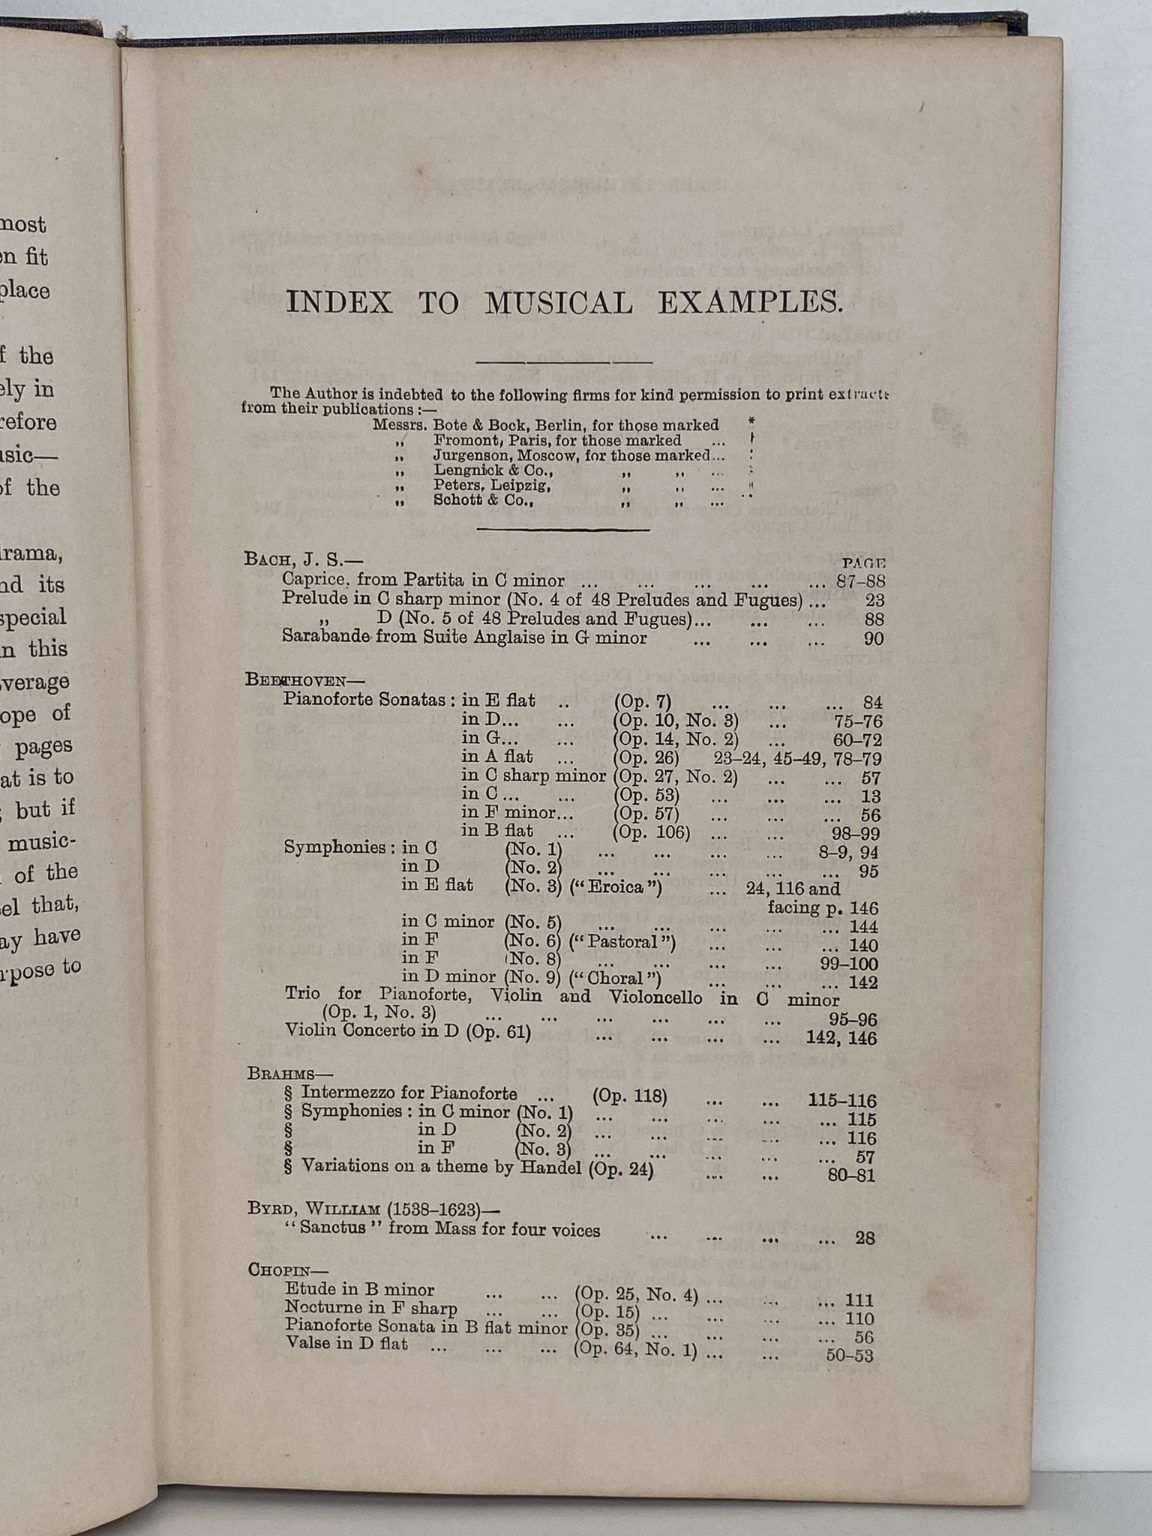 most
en fit
place
f the
ely in
refore
usic—
of the
drama,
nd its
special
in this
average
ope of
pages
at is to
; but if
music-
of the
el that,
ay have
rpose to
INDEX TO MUSICAL EXAMPLES.
The Author is indebted to the following firms for kind permission to print extracts
from their publications :—
Messrs. Bote & Bock, Berlin, for those marked *
„ Fromont, Paris, for those marked ...
„ Jurgenson, Moscow, for those marked ...
„ Lengnick & Co., „ „ ...
„ Peters, Leipzig, „ „ ...
„ Schott & Co., „ „ ...
BACH, J. S.— PAGE
Caprice, from Partita in C minor ... ... ... ... ... 87–88
Prelude in C sharp minor (No. 4 of 48 Preludes and Fugues) ... 23
„ D (No. 5 of 48 Preludes and Fugues)... ... ... 88
Sarabande from Suite Anglaise in G minor ... ... ... 90
BEETHOVEN—
Pianoforte Sonatas : in E flat .. (Op. 7) ... ... ... 84
in D... ... (Op. 10, No. 3) ... 75–76
in G... ... (Op. 14, No. 2) ... 60–72
in A flat ... (Op. 26) 23–24, 45–49, 78–79
in C sharp minor (Op. 27, No. 2) ... ... 57
in C ... ... (Op. 53) ... ... ... 13
in F minor... (Op. 57) ... ... ... 56
in B flat ... (Op. 106) ... ... 98–99
Symphonies : in C (No. 1) ... ... ... ... 8–9, 94
in D (No. 2) ... ... ... ... ... 95
in E flat (No. 3) (“Eroica”) ... 24, 116 and
facing p. 146
in C minor (No. 5) ... ... ... ... ... 144
in F (No. 6) (“Pastoral”) ... ... ... 140
in F (No. 8) ... ... ... ... 99–100
in D minor (No. 9) (“Choral”) ... ... ... 142
Trio for Pianoforte, Violin and Violoncello in C minor
(Op. 1, No. 3) ... ... ... ... ... ... 95–96
Violin Concerto in D (Op. 61) ... ... ... ... 142, 146
BRAHMS—
§ Intermezzo for Pianoforte ... (Op. 118) ... ... 115–116
§ Symphonies : in C minor (No. 1) ... ... ... ... ... 115
§ in D (No. 2) ... ... ... ... ... 116
§ in F (No. 3) ... ... ... ... ... 57
§ Variations on a theme by Handel (Op. 24) ... ... 80–81
BYRD, WILLIAM (1538–1623)—
“Sanctus” from Mass for four voices ... ... ... ... 28
CHOPIN—
Etude in B minor ... ... (Op. 25, No. 4) ... ... ... 111
Nocturne in F sharp ... ... (Op. 15) ... ... ... 110
Pianoforte Sonata in B flat minor (Op. 35) ... ... ... 56
Valse in D flat ... ... ... (Op. 64, No. 1) ... ... 50–53